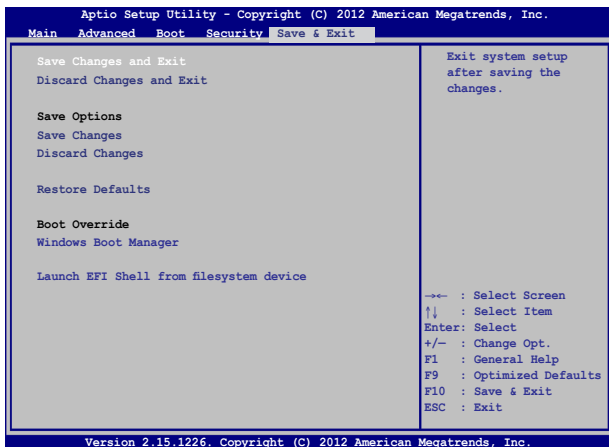 Aptio Setup Utility - Copyright (C) 2012 American Megatrends, Inc.
Main Advanced Boot Security Save & Exit
Save Changes and Exit
Discard Changes and Exit
Save Options
Save Changes
Discard Changes
Restore Defaults
Boot Override
Windows Boot Manager
Launch EFI Shell from filesystem device
Exit system setup
after saving the
changes.
→← : Select Screen
↑↓ : Select Item
Enter: Select
+/— : Change Opt.
F1 : General Help
F9 : Optimized Defaults
F10 : Save & Exit
ESC : Exit
Version 2.15.1226. Copyright (C) 2012 American Megatrends, Inc.